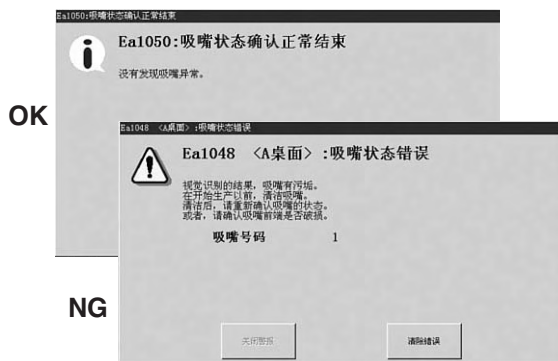 Ea1050:吸嘴状态确认正常结束
Ea1050:吸嘴状态确认正常结束
没有发现吸嘴异常。
OK
Ea1048 〈A桌面〉:吸嘴状态错误
Ea1048 〈A桌面〉:吸嘴状态错误
视觉识别的结果，吸嘴有污垢。
在开始生产以前，清洁吸嘴。
清洁后，请重新确认吸嘴的状态。
或者，请确认吸嘴前端是否破损。
吸嘴号码 1
NG
关闭警报 清除错误